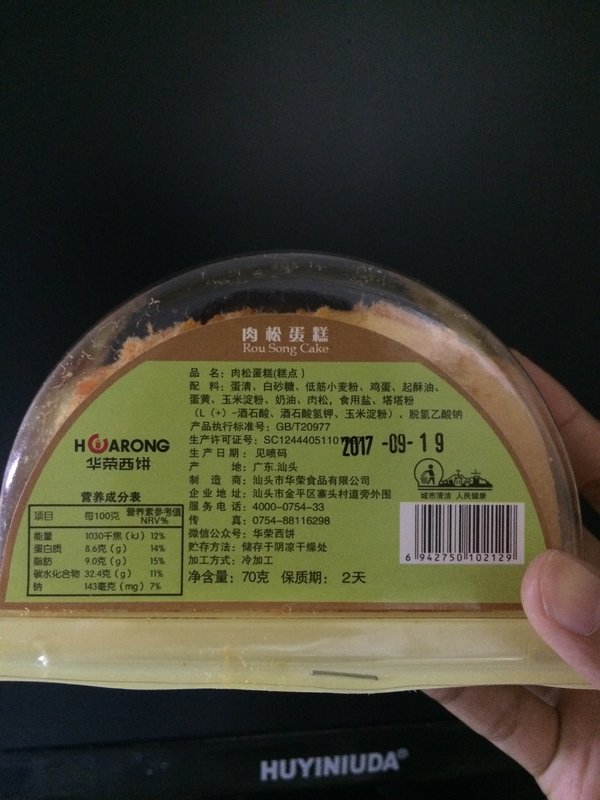 肉松蛋糕
Rou Song Cake
品 名：肉松蛋糕(糕点)
配 料：蛋清、白砂糖、低筋小麦粉、鸡蛋、起酥油、
蛋黄、玉米淀粉、奶油、肉松，食用盐、塔塔粉
（L（+）-酒石酸、酒石酸氢钾、玉米淀粉）、脱氢乙酸钠
产品执行标准号：GB/T20977
生产许可证号：SC1244405110
2017-09-19
生产日期：见喷码
产 地：广东.汕头
制 造 商：汕头市华荣食品有限公司
企业地址：汕头市金平区寨头村道旁外围
服务电话：4000-0754-33
传 真：0754-88116298
微信公众号：华荣西饼
贮存方法：储存于阴凉干燥处
加工方式：冷加工
净含量：70克 保质期：2天
HUARONG
华荣西饼
营养成分表
项目 每100克 营养素参考值NRV%
能量 1030千焦（kJ）12%
蛋白质 8.6克（g） 14%
脂肪 9.0克（g） 15%
碳水化合物 32.4克（g） 11%
钠 143毫克（mg）7%
城市清洁 人民健康
6 942750 102129
HUYINIUDA®